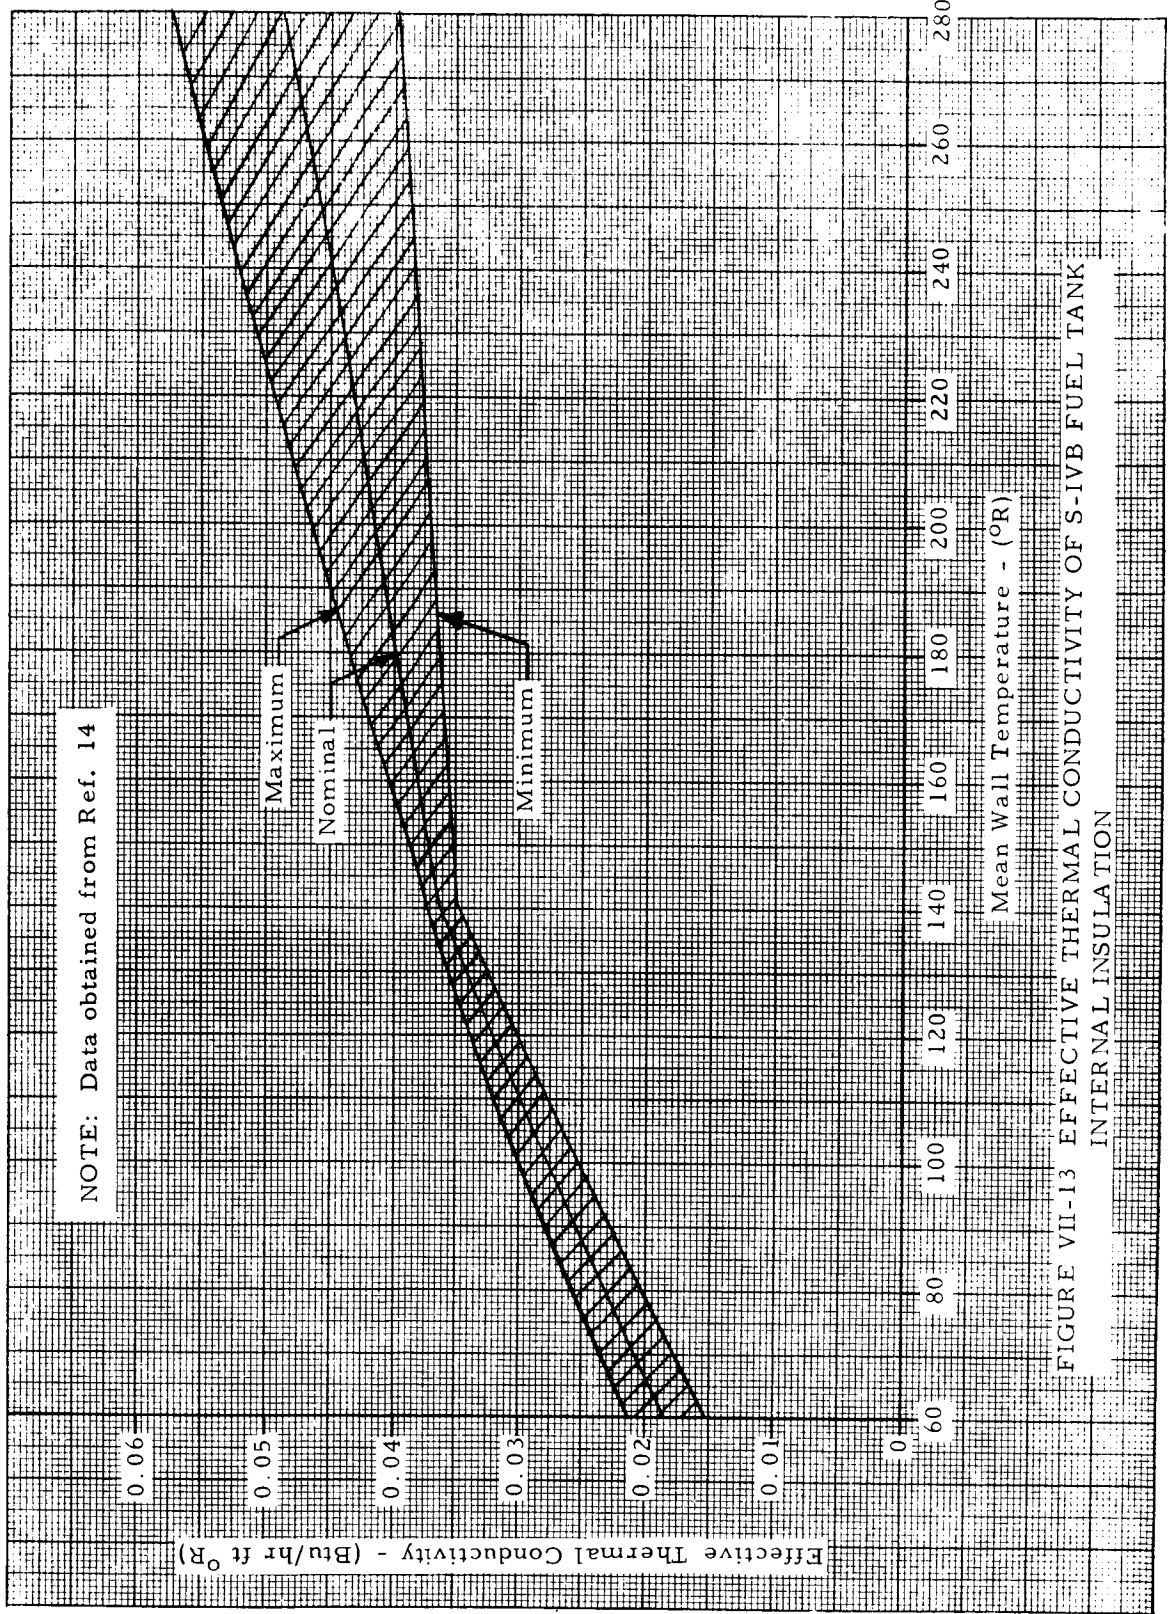 NOTE: Data obtained from Ref. 14
Maximum
Nominal
Minimum
Effective Thermal Conductivity - (Btu/hr ft °R)
0.06
0.05
0.04
0.03
0.02
0.01
0
60
80
100
120
140
160
180
200
220
240
260
280
Mean Wall Temperature - (°R)
FIGURE VII-13 EFFECTIVE THERMAL CONDUCTIVITY OF S-IVB FUEL TANK
INTERNAL INSULATION